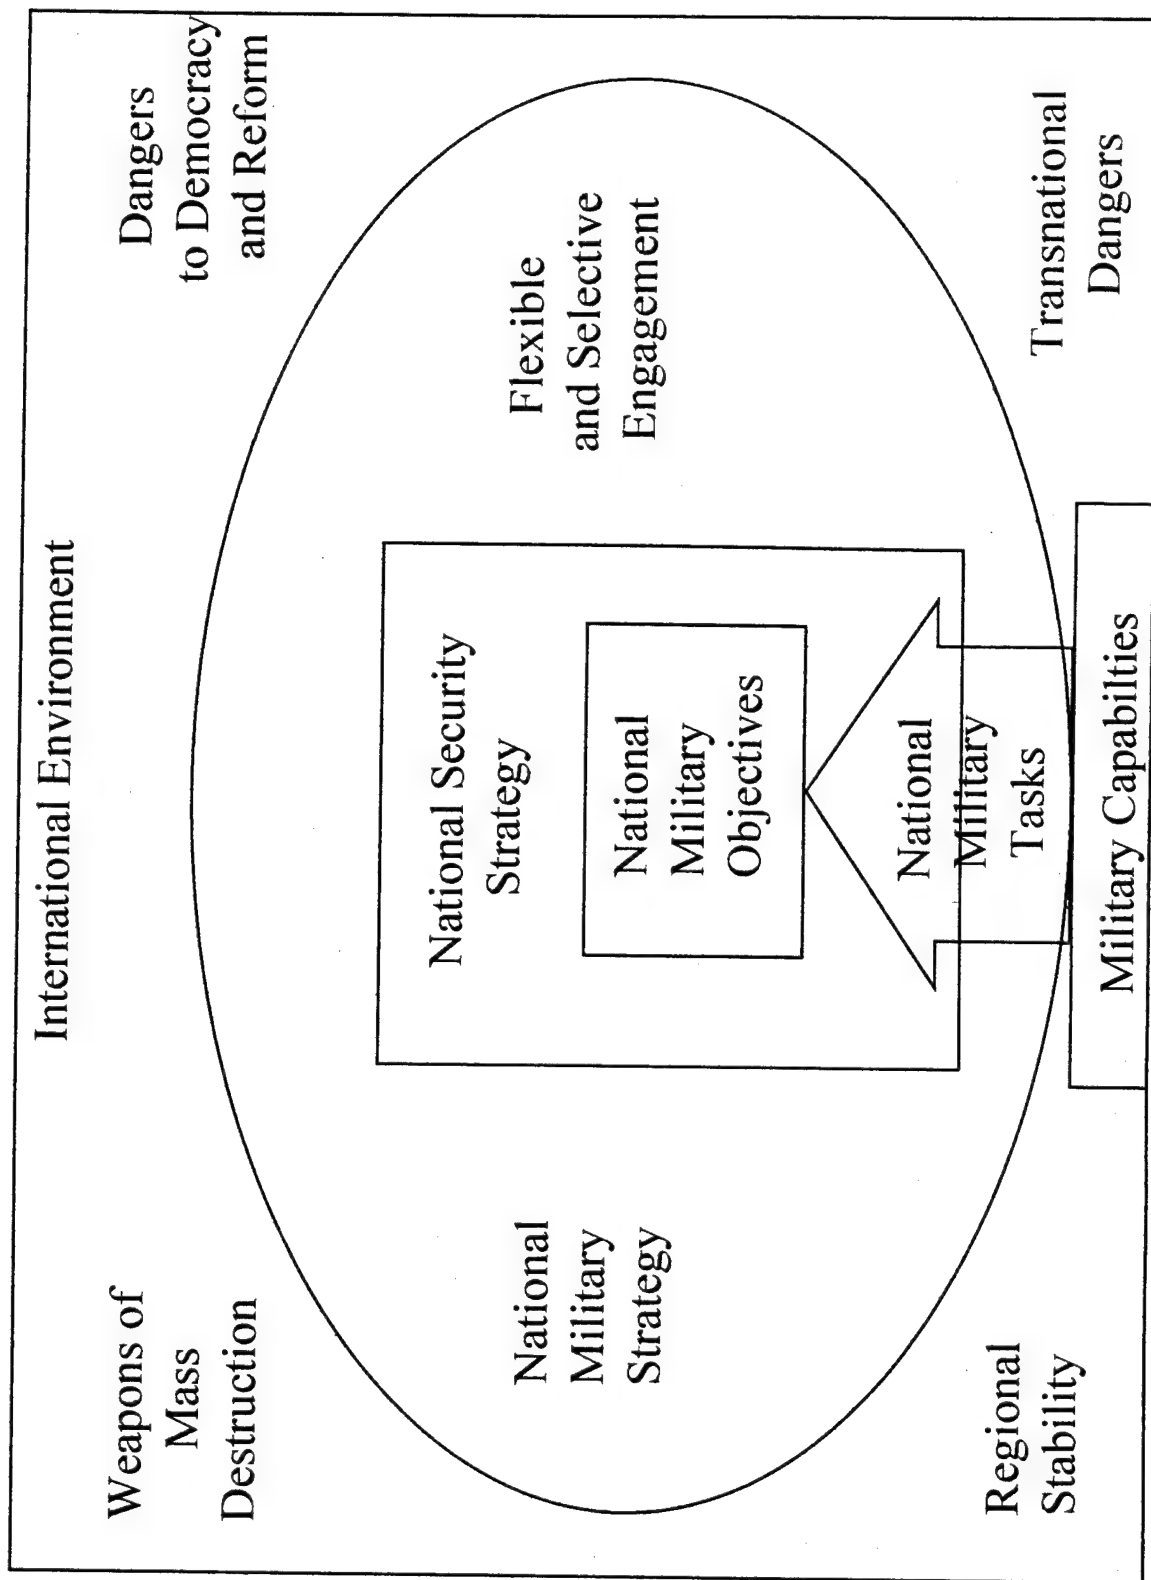 International Environment
Weapons of
Mass
Destruction
Dangers
to Democracy
and Reform
National
Military
Strategy
National Security
Strategy
National
Military
Objectives
Flexible
and Selective
Engagement
National
Military
Tasks
Regional
Stability
Military Capabilties
Transnational
Dangers